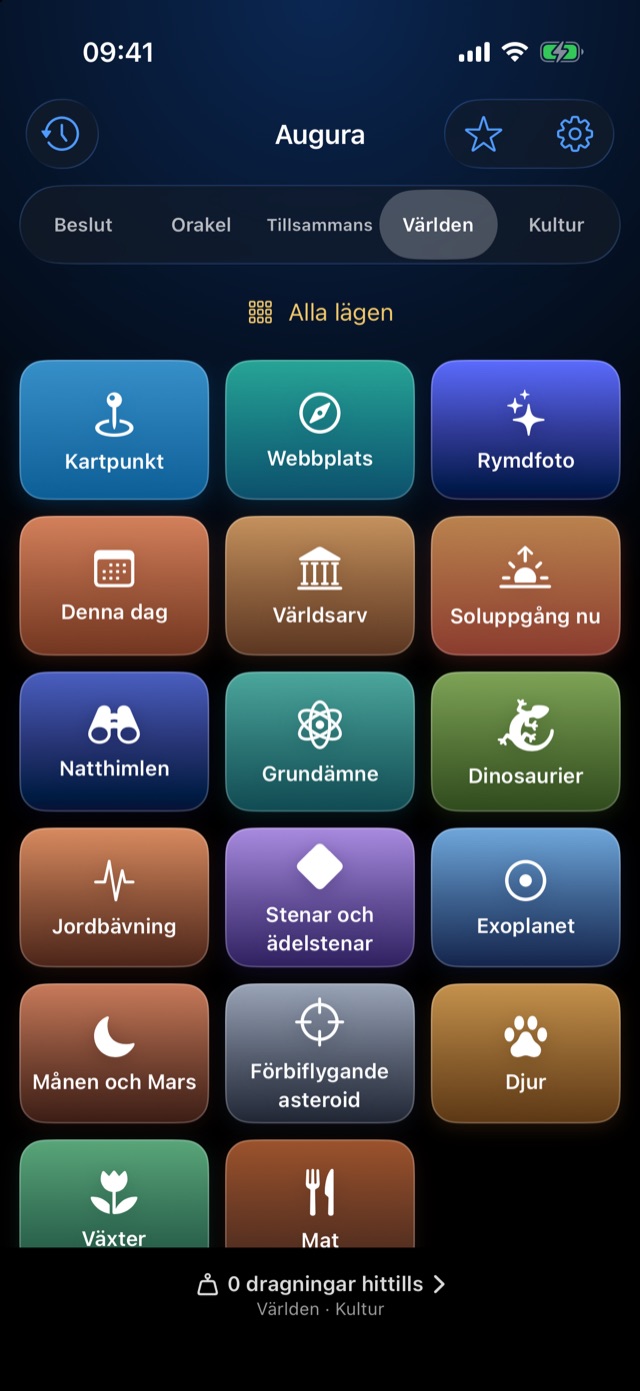 09:41
Augura
Beslut
Orakel
Tillsammans
Världen
Kultur
Alla lägen
Kartpunkt
Webbplats
Rymdfoto
Denna dag
Världsarv
Soluppgång nu
Natthimlen
Grundämne
Dinosaurier
Jordbävning
Stenar och
ädelstenar
Exoplanet
Månen och Mars
Förbiflygande
asteroid
Djur
Växter
Mat
0 dragningar hittills
Världen · Kultur